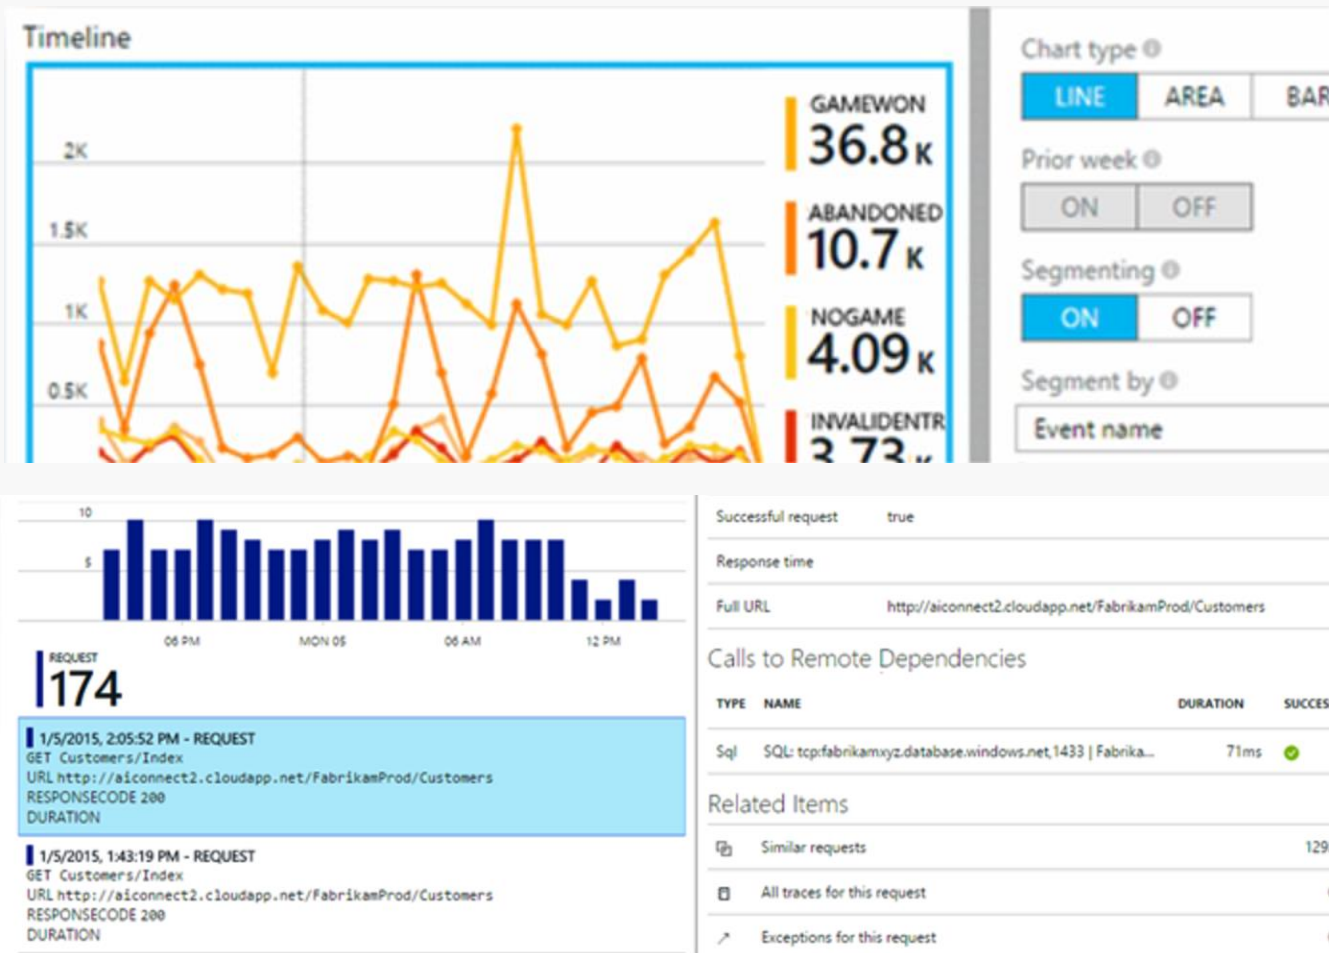 Timeline
2K
1.5K
1K
0.5K
GAMEWON
36.8 K
ABANDONED
10.7 K
NOGAME
4.09 K
INVALIDENTR
3.73 K
Chart type
LINE AREA BAR
Prior week
ON OFF
Segmenting
ON OFF
Segment by
Event name
10
5
06 PM MON 05 06 AM 12 PM
REQUEST
174
1/5/2015, 2:05:52 PM - REQUEST
GET Customers/Index
URL http://aiconnect2.cloudapp.net/FabrikamProd/Customers
RESPONSECODE 200
DURATION
1/5/2015, 1:43:19 PM - REQUEST
GET Customers/Index
URL http://aiconnect2.cloudapp.net/FabrikamProd/Customers
RESPONSECODE 200
DURATION
Successful request true
Response time
Full URL http://aiconnect2.cloudapp.net/FabrikamProd/Customers
Calls to Remote Dependencies
TYPE NAME DURATION SUCCES
Sql SQL: tcp:fabrikamxyz.database.windows.net,1433 | Fabrika... 71ms
Related Items
Similar requests 129
All traces for this request
Exceptions for this request